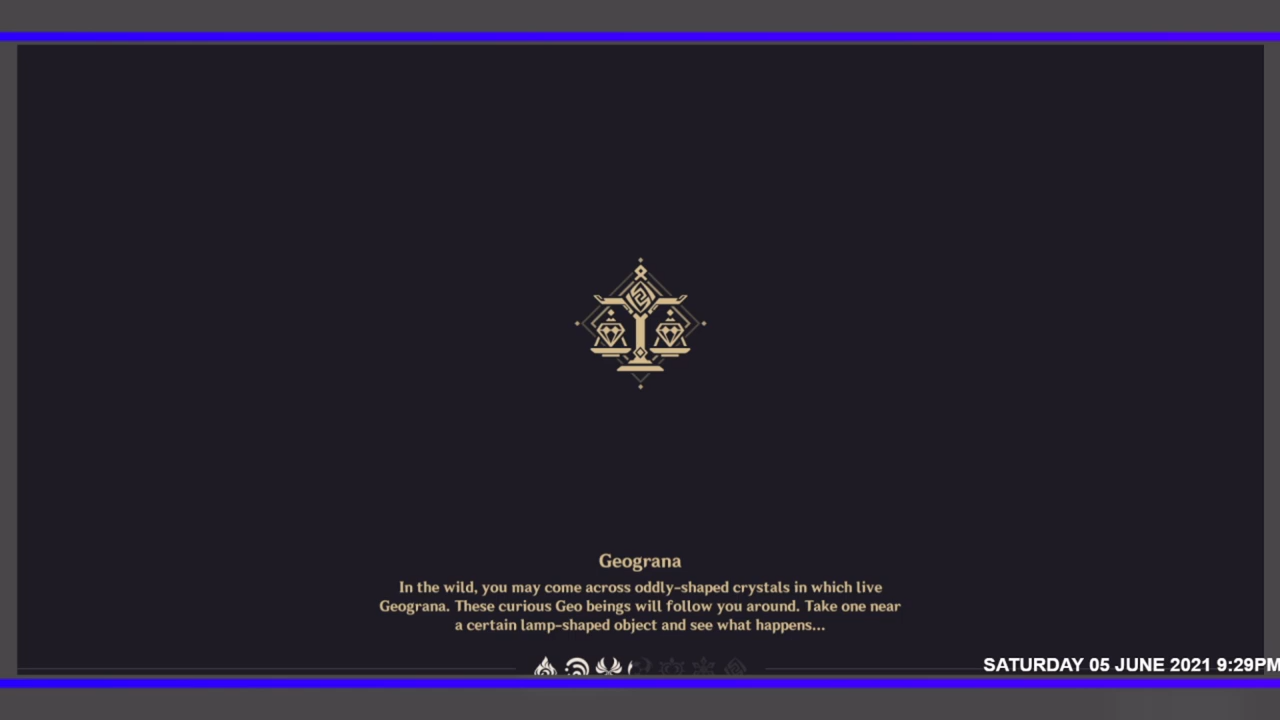 Geograna
In the wild, you may come across oddly-shaped crystals in which live
Geograna. These curious Geo beings will follow you around. Take one near
a certain lamp-shaped object and see what happens...
SATURDAY 05 JUNE 2021 9:29PM